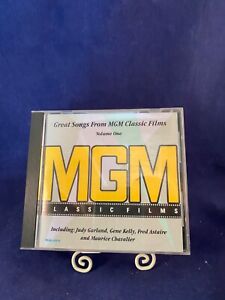 Great Songs From MGM Classic Films
Volume One
MGM
CLASSIC FILMS
Including: Judy Garland, Gene Kelly, Fred Astaire
and Maurice Chavalier